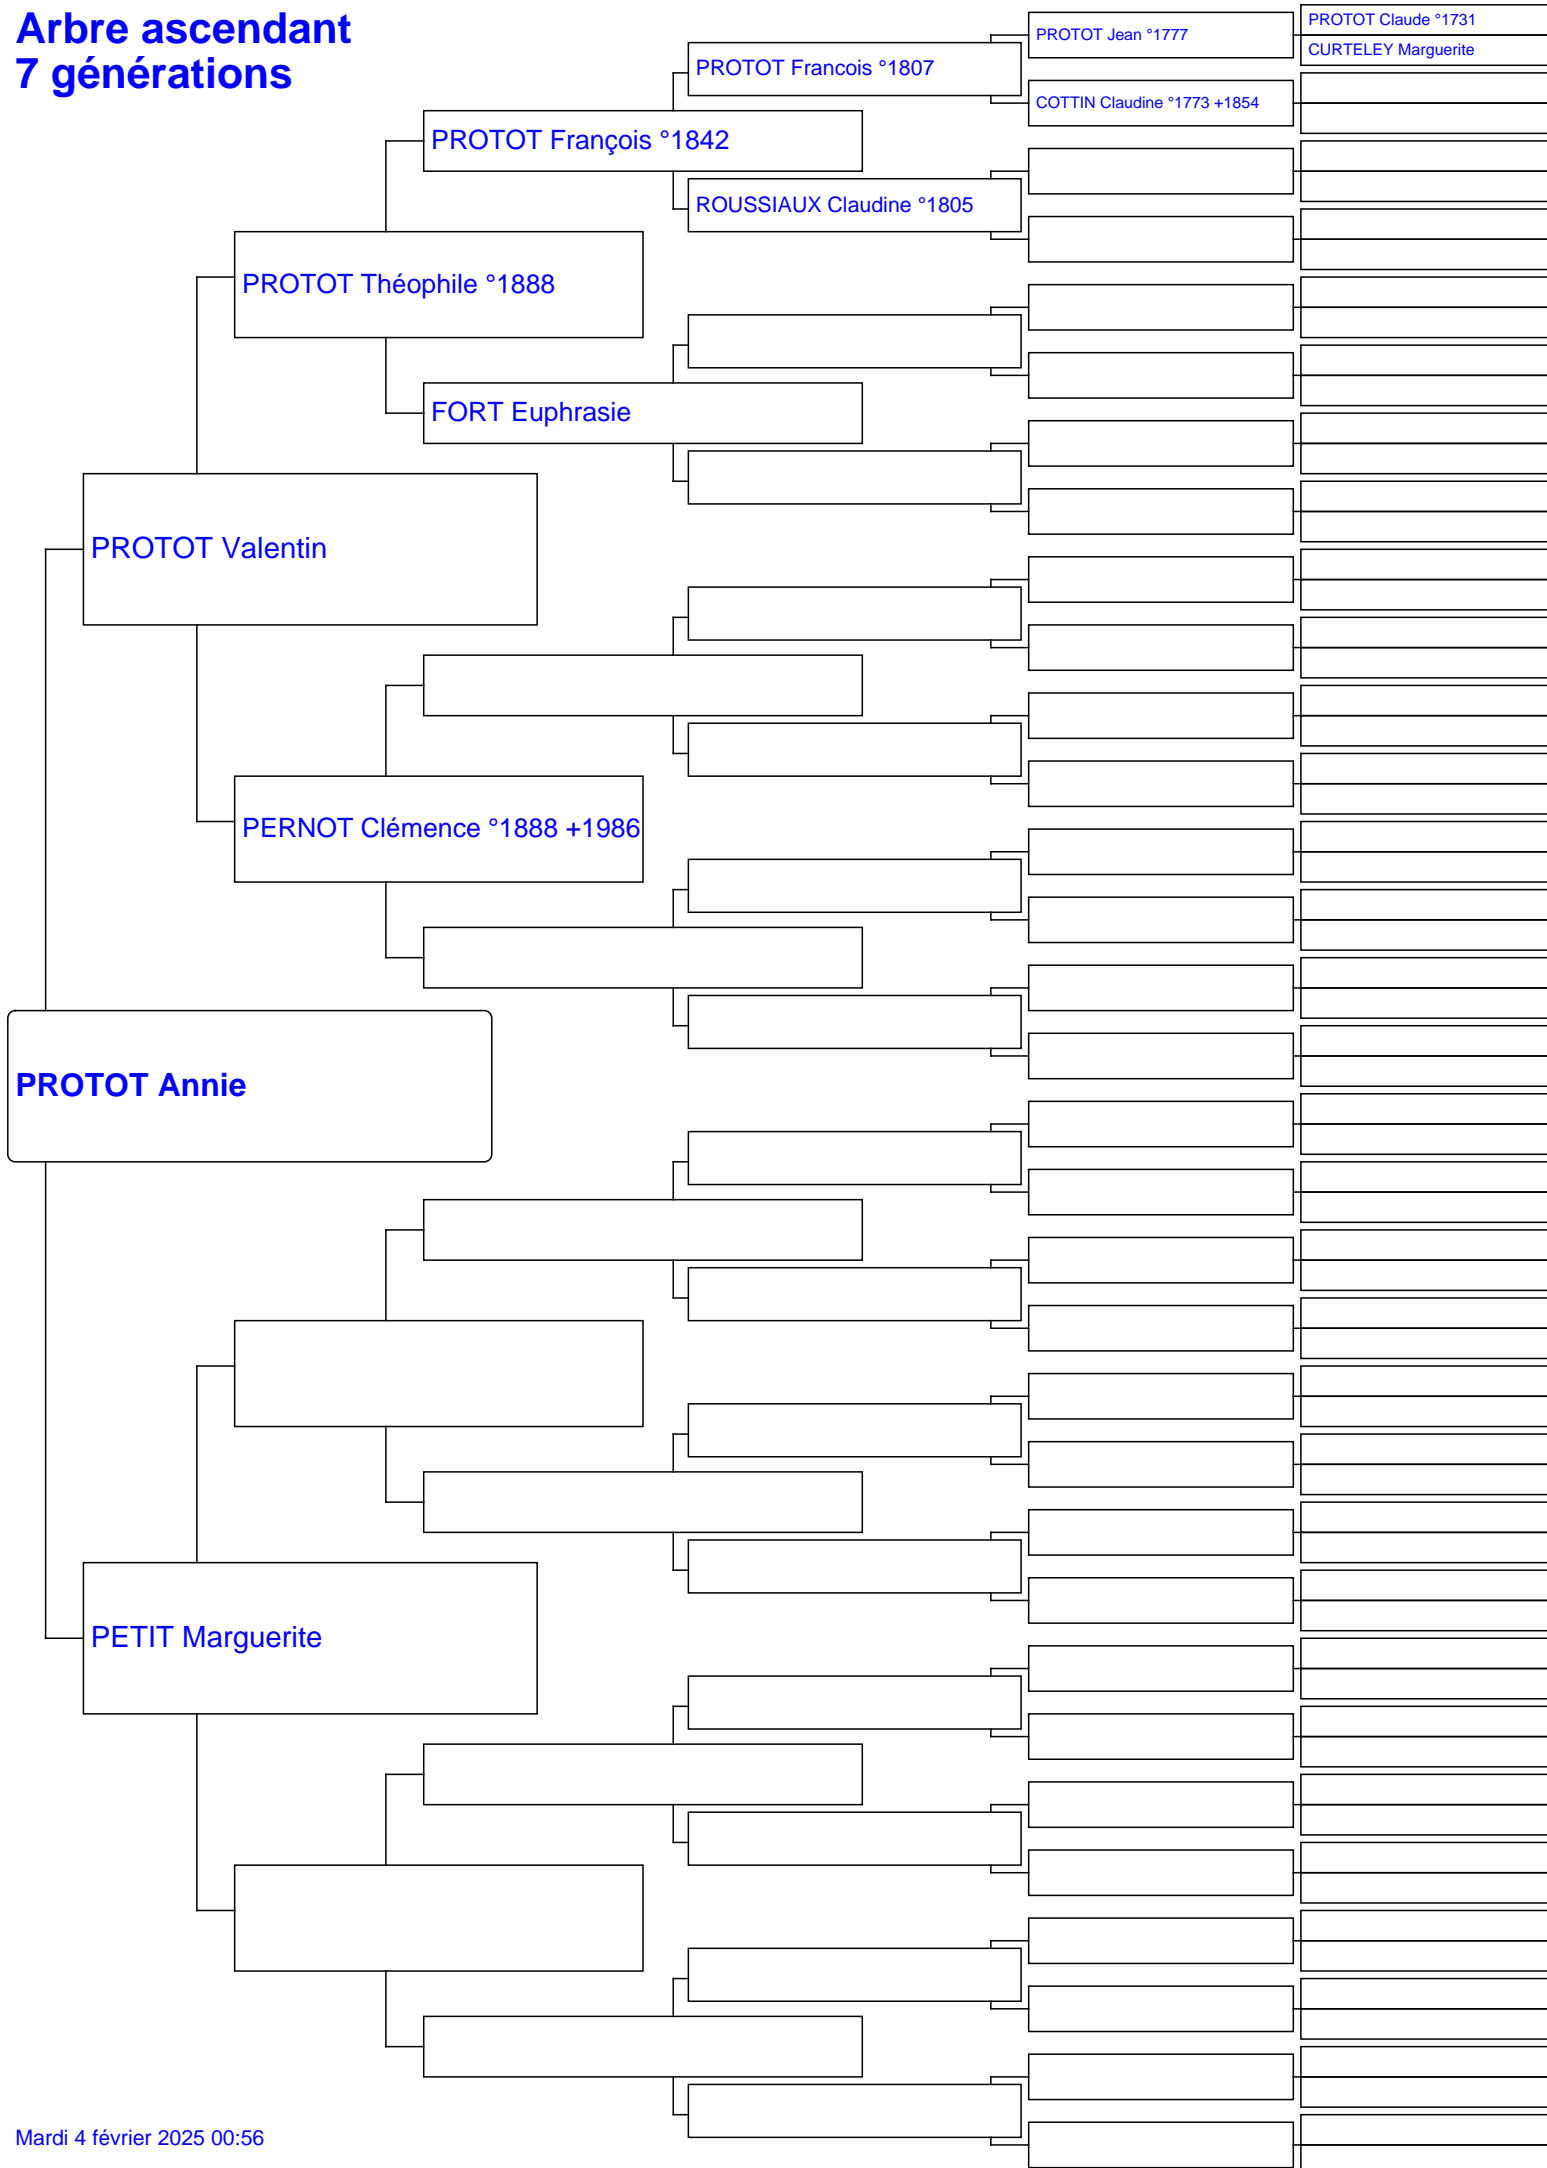 Arbre ascendant
7 générations
PROTOT Jean °1777
PROTOT Claude °1731
CURTELEY Marguerite
PROTOT Francois °1807
COTTIN Claudine °1773 +1854
PROTOT François °1842
ROUSSIAUX Claudine °1805
PROTOT Théophile °1888
FORT Euphrasie
PROTOT Valentin
PERNOT Clémence °1888 +1986
PROTOT Annie
PETIT Marguerite
Mardi 4 février 2025 00:56